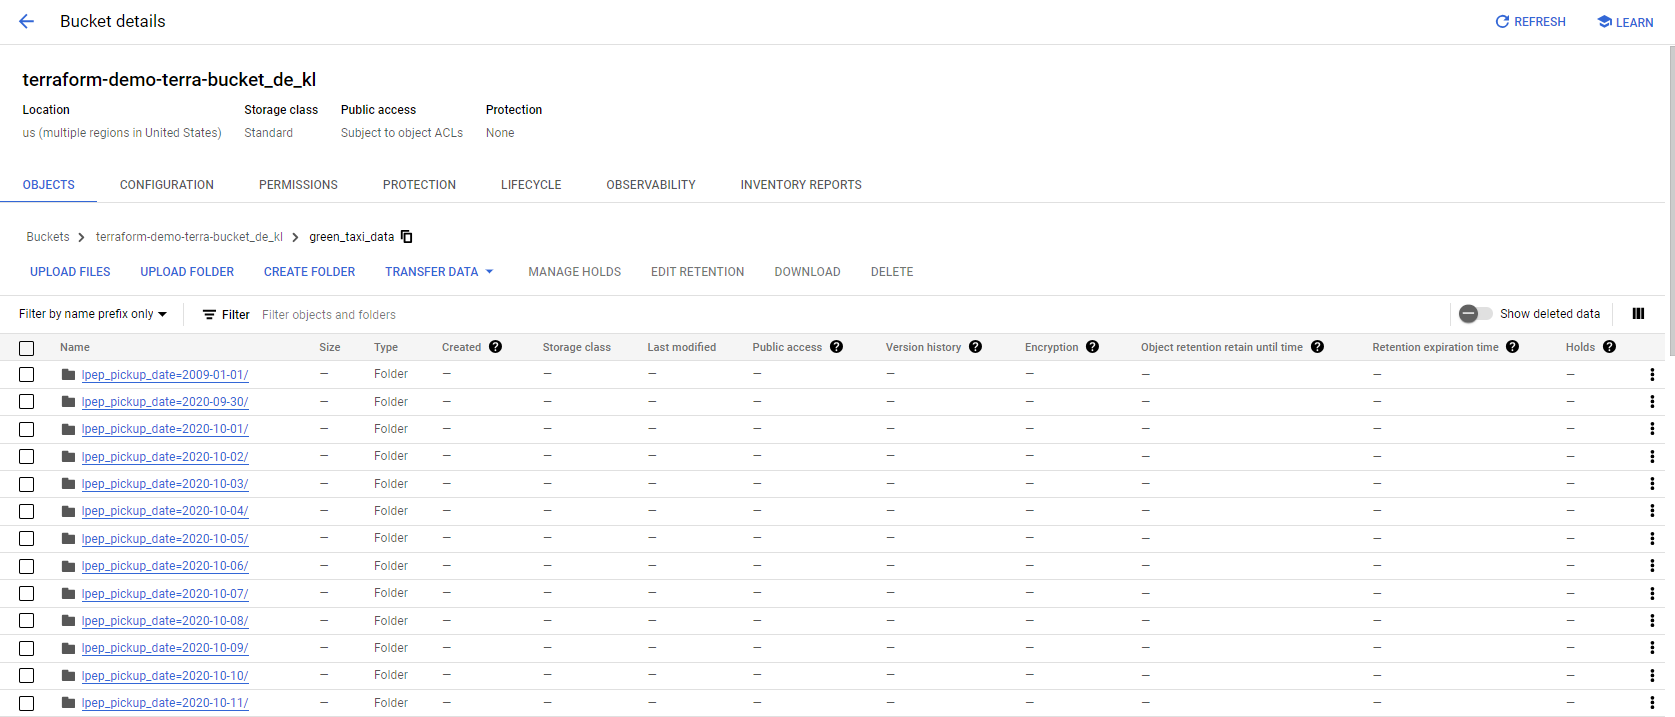 Bucket details REFRESH LEARN
terraform-demo-terra-bucket_de_kl
Location Storage class Public access Protection
us (multiple regions in United States) Standard Subject to object ACLs None
OBJECTS CONFIGURATION PERMISSIONS PROTECTION LIFECYCLE OBSERVABILITY INVENTORY REPORTS
Buckets > terraform-demo-terra-bucket_de_kl > green_taxi_data
UPLOAD FILES UPLOAD FOLDER CREATE FOLDER TRANSFER DATA MANAGE HOLDS EDIT RETENTION DOWNLOAD DELETE
Filter by name prefix only Filter Filter objects and folders Show deleted data
Name Size Type Created ? Storage class Last modified Public access ? Version history ? Encryption ? Object retention retain until time ? Retention expiration time ? Holds ?
lpep_pickup_date=2009-01-01/ — Folder — — — — — — — — —
lpep_pickup_date=2020-09-30/ — Folder — — — — — — — — —
lpep_pickup_date=2020-10-01/ — Folder — — — — — — — — —
lpep_pickup_date=2020-10-02/ — Folder — — — — — — — — —
lpep_pickup_date=2020-10-03/ — Folder — — — — — — — — —
lpep_pickup_date=2020-10-04/ — Folder — — — — — — — — —
lpep_pickup_date=2020-10-05/ — Folder — — — — — — — — —
lpep_pickup_date=2020-10-06/ — Folder — — — — — — — — —
lpep_pickup_date=2020-10-07/ — Folder — — — — — — — — —
lpep_pickup_date=2020-10-08/ — Folder — — — — — — — — —
lpep_pickup_date=2020-10-09/ — Folder — — — — — — — — —
lpep_pickup_date=2020-10-10/ — Folder — — — — — — — — —
lpep_pickup_date=2020-10-11/ — Folder — — — — — — — — —